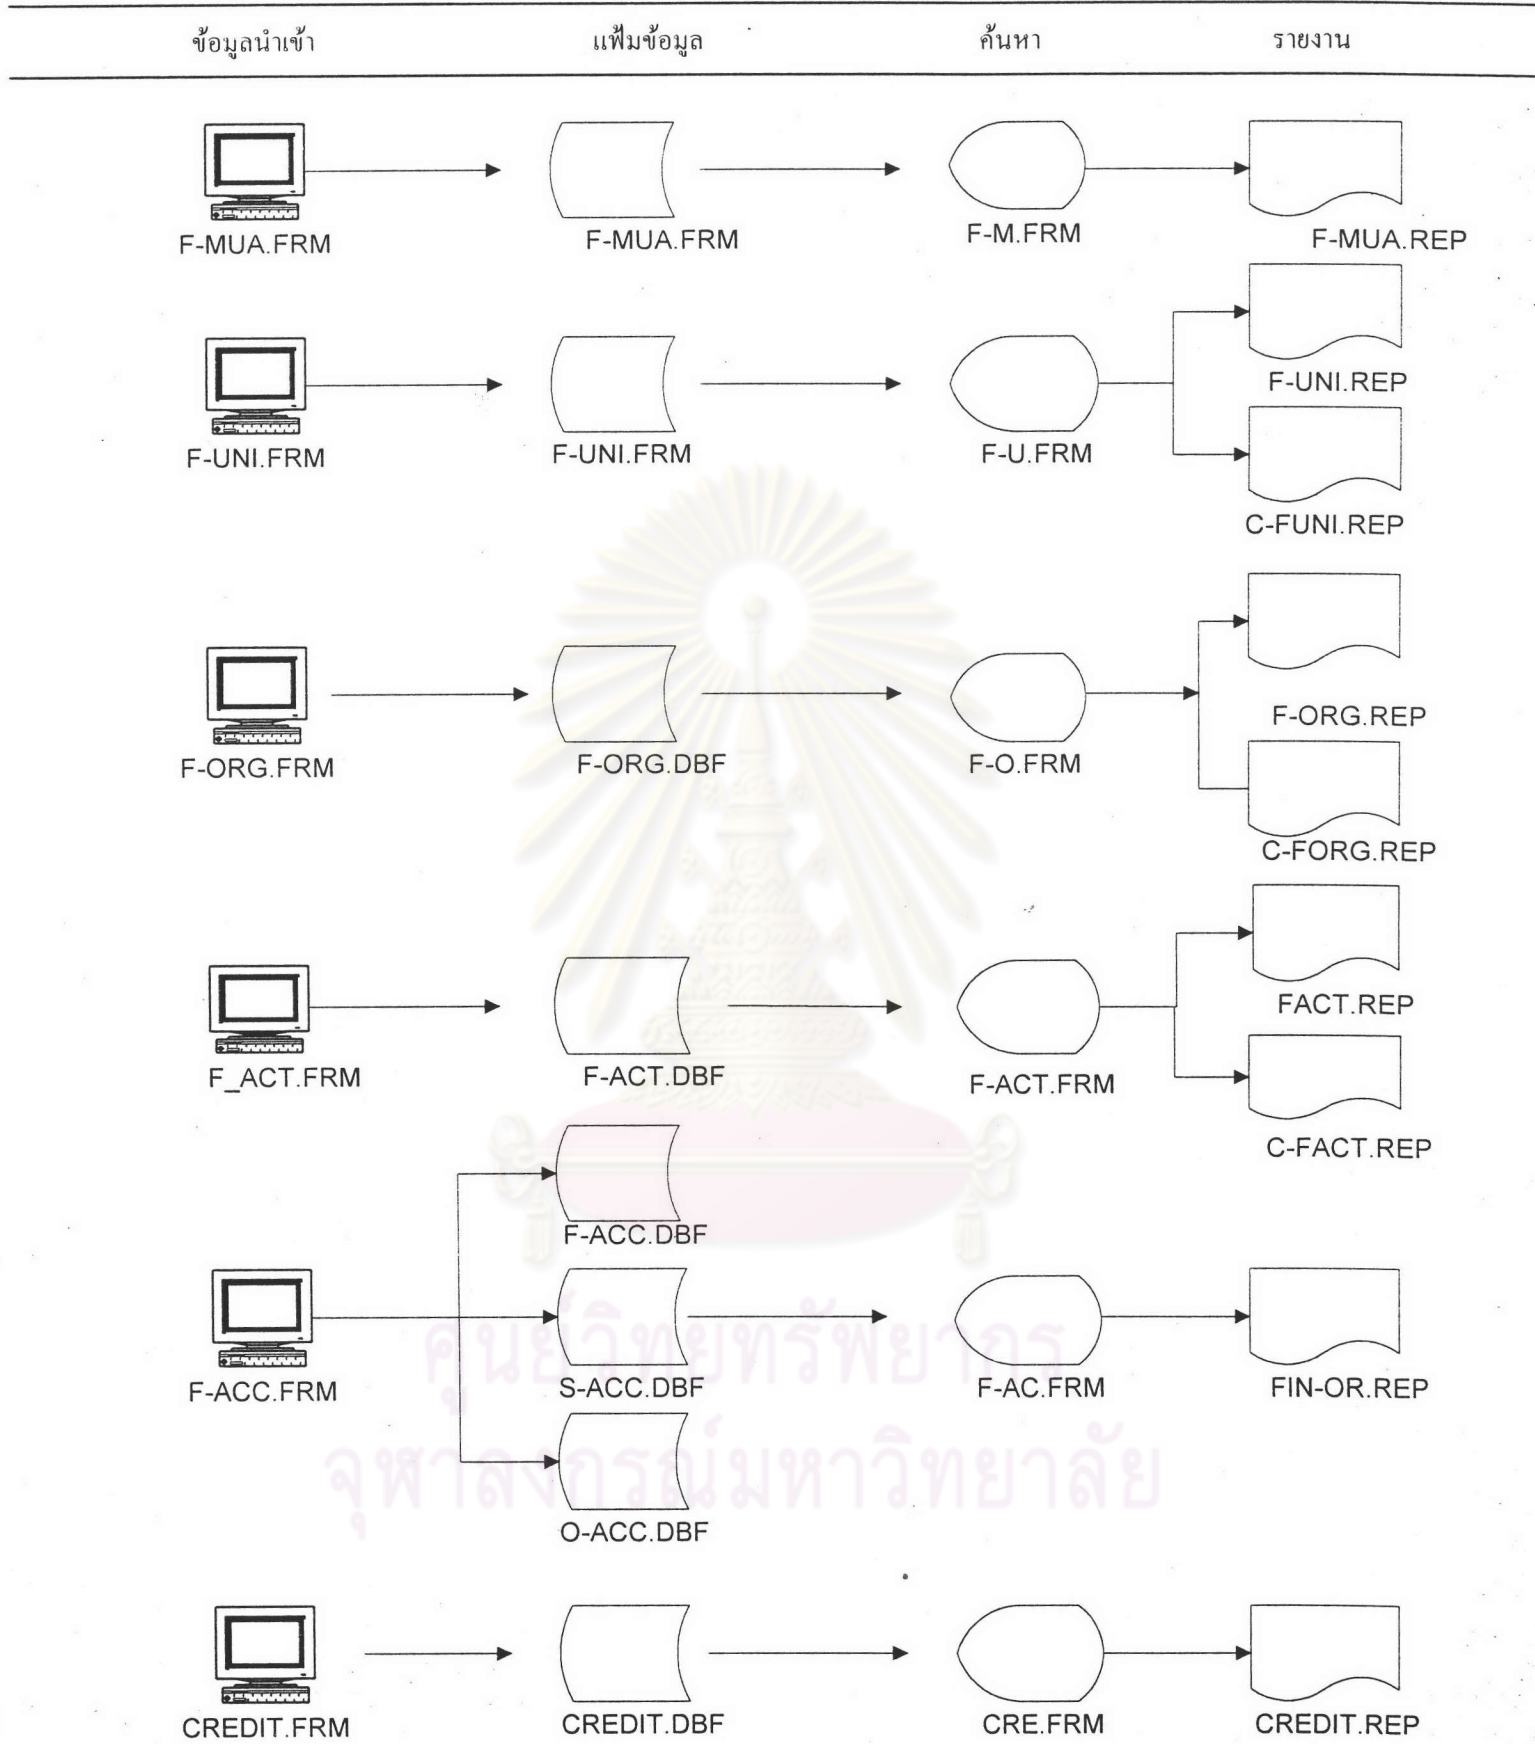 ข้อมูลนำเข้า แฟ้มข้อมูล ค้นหา รายงาน
F-MUA.FRM F-MUA.FRM F-M.FRM F-MUA.REP
F-UNI.REP
F-UNI.FRM F-UNI.FRM F-U.FRM
C-FUNI.REP
F-ORG.REP
F-ORG.FRM F-ORG.DBF F-O.FRM
C-FORG.REP
FACT.REP
F_ACT.FRM F-ACT.DBF F-ACT.FRM
C-FACT.REP
F-ACC.DBF
ศูนย์วิทยทรัพยากร
F-ACC.FRM S-ACC.DBF F-AC.FRM FIN-OR.REP
จุฬาลงกรณ์มหาวิทยาลัย
O-ACC.DBF
CREDIT.FRM CREDIT.DBF CRE.FRM CREDIT.REP